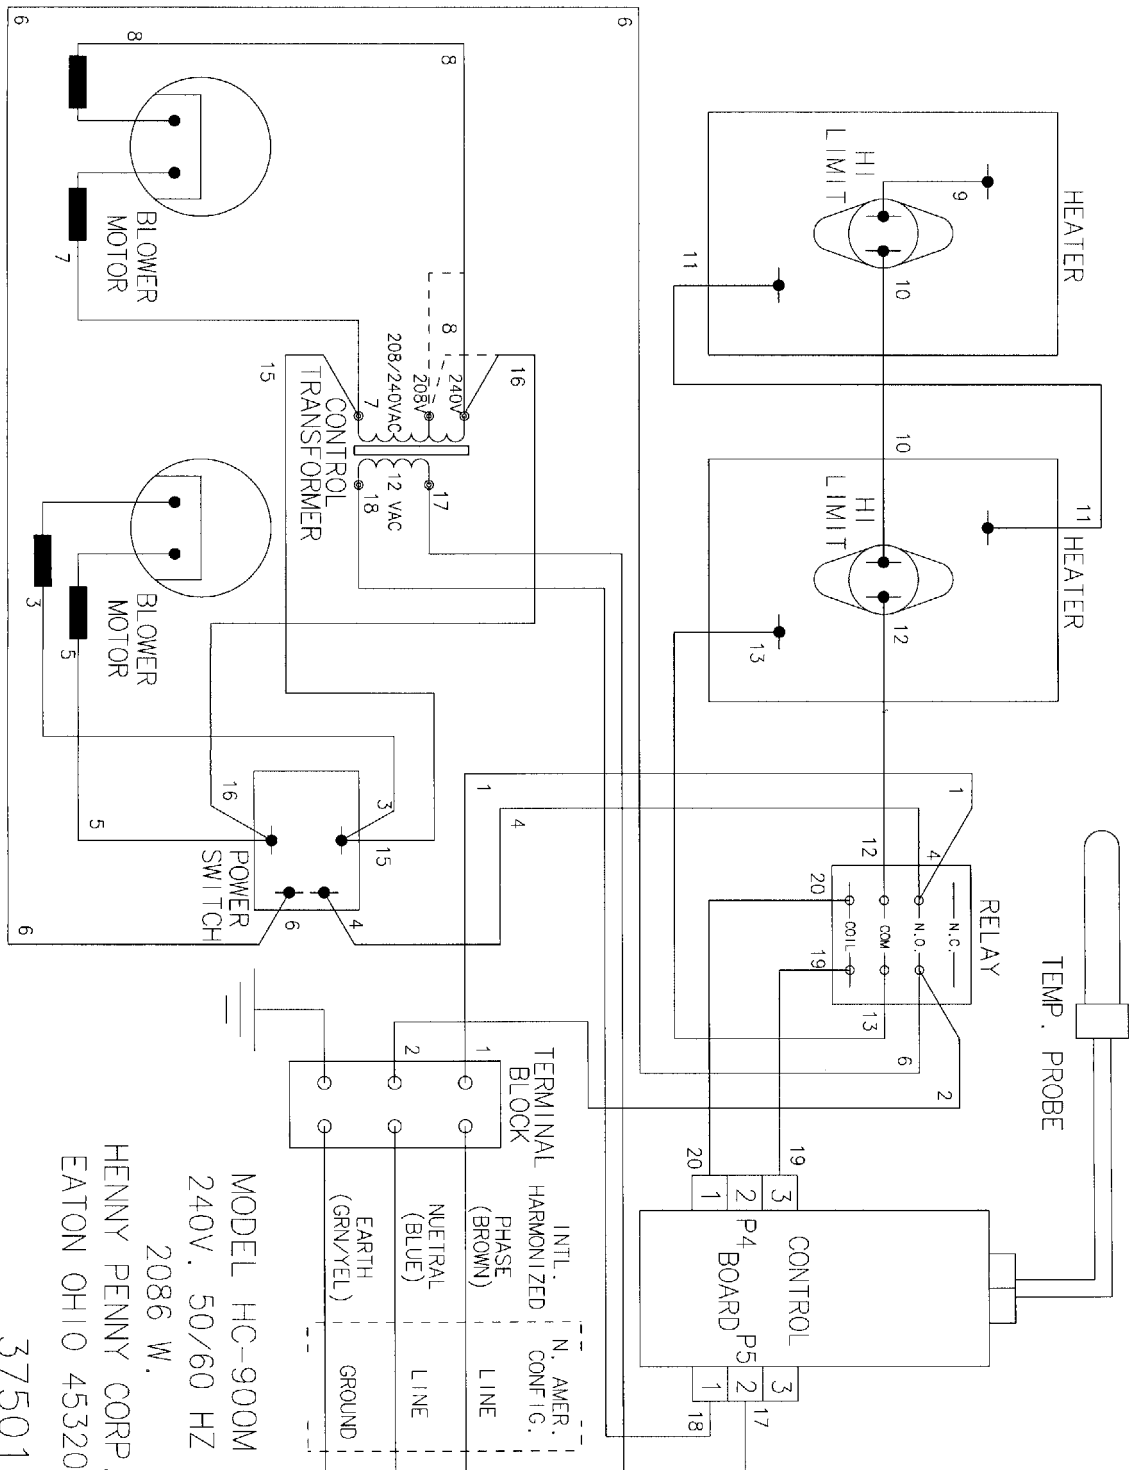 HEATER
HI
LIMIT
9
10
11
10
11 HEATER
HI
LIMIT
12
13
RELAY
N.C.
N.O.
COM
COIL
1
4
12
20
19
13
6
2
TEMP. PROBE
6
6
8
8
BLOWER
MOTOR
7
8
240V
208V
208/240VAC
7
16
15
CONTROL
TRANSFORMER
12 VAC
17
18
BLOWER
MOTOR
3
5
1
4
16
3
5
15
POWER
SWITCH
4
6
6
TERMINAL
BLOCK
1
2
INTL.
HARMONIZED
PHASE
(BROWN)
NUETRAL
(BLUE)
EARTH
(GRN/YEL)
N. AMER.
CONFIG.
LINE
LINE
GROUND
19
20
3
2
1
P4
CONTROL
BOARD
P5
3
2
1
17
18
MODEL HC-900M
240V. 50/60 HZ
2086 W.
HENNY PENNY CORP.
EATON OHIO 45320
37501